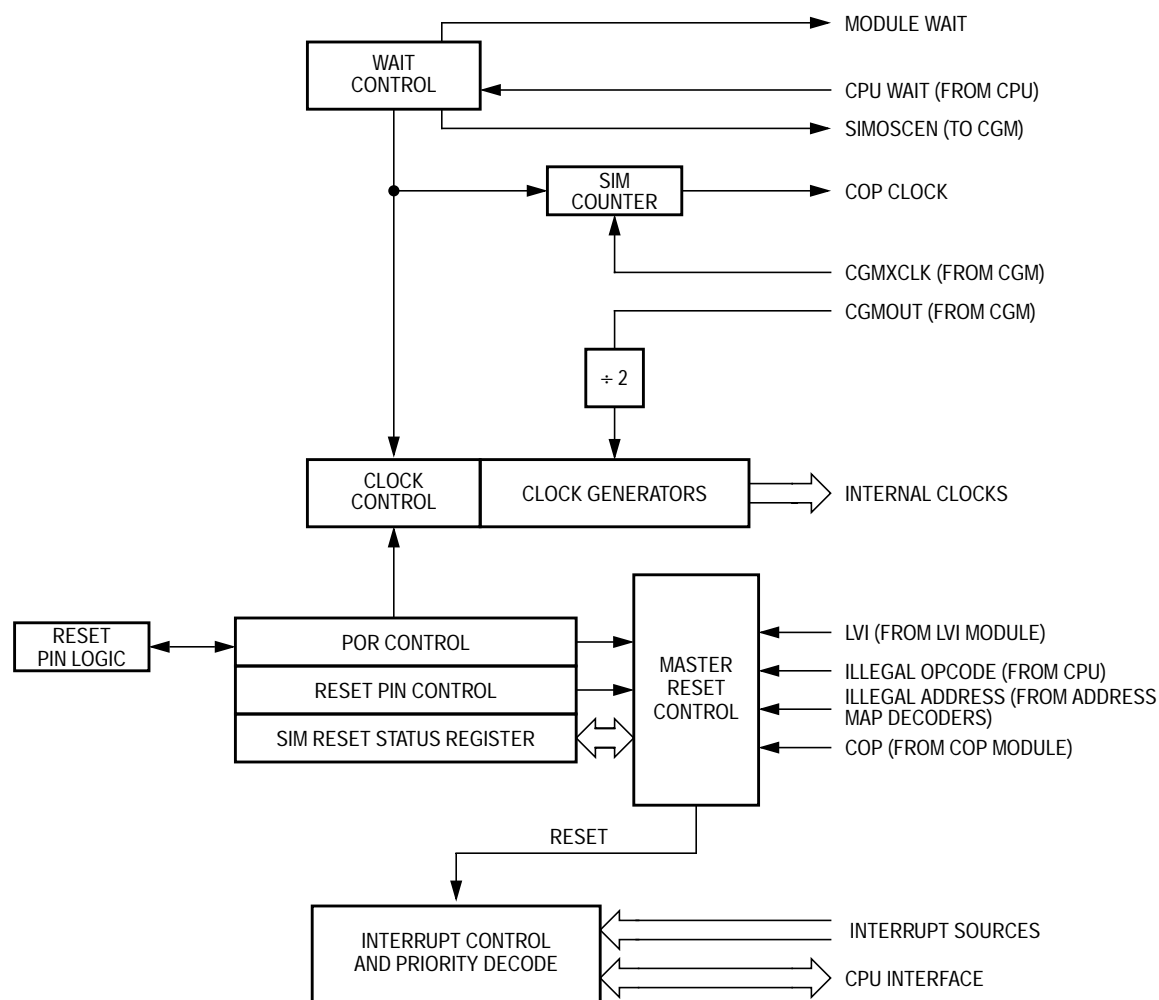 MODULE WAIT
WAIT
CONTROL
CPU WAIT (FROM CPU)
SIMOSCEN (TO CGM)
SIM
COUNTER
COP CLOCK
CGMXCLK (FROM CGM)
CGMOUT (FROM CGM)
÷ 2
CLOCK
CONTROL
CLOCK GENERATORS
INTERNAL CLOCKS
RESET
PIN LOGIC
POR CONTROL
RESET PIN CONTROL
SIM RESET STATUS REGISTER
MASTER
RESET
CONTROL
LVI (FROM LVI MODULE)
ILLEGAL OPCODE (FROM CPU)
ILLEGAL ADDRESS (FROM ADDRESS
MAP DECODERS)
COP (FROM COP MODULE)
RESET
INTERRUPT CONTROL
AND PRIORITY DECODE
INTERRUPT SOURCES
CPU INTERFACE